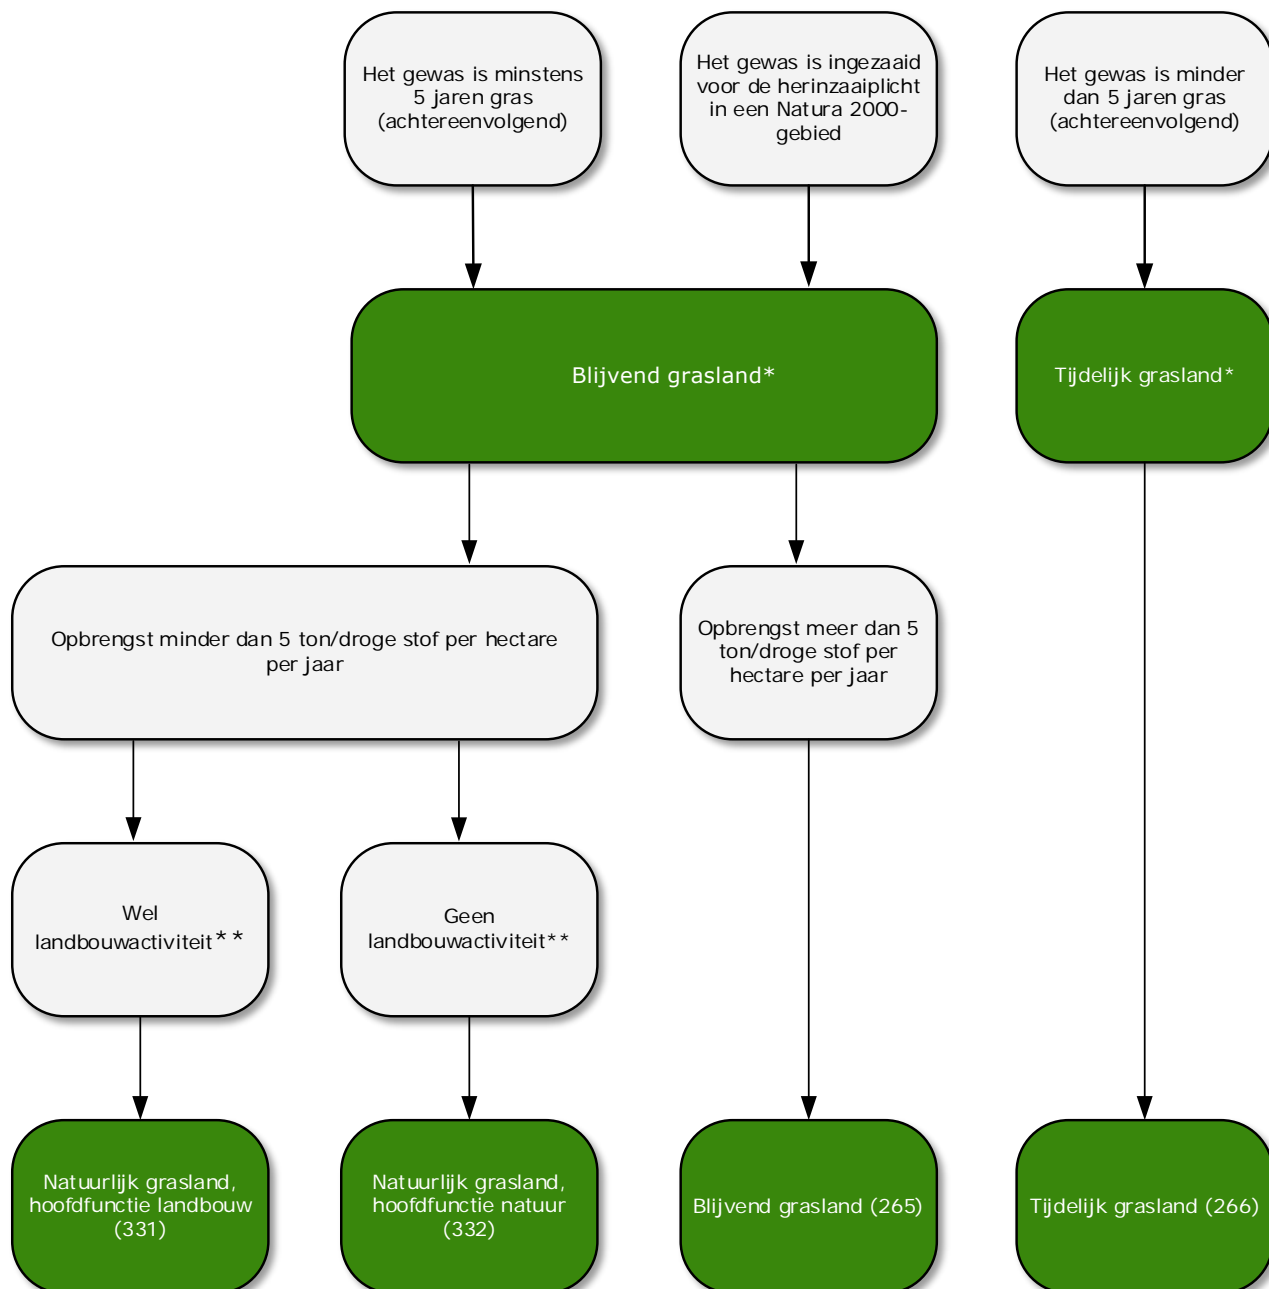 Het gewas is minstens
5 jaren gras
(achtereenvolgend)
Het gewas is ingezaaid
voor de herinzaaiplicht
in een Natura 2000-
gebied
Het gewas is minder
dan 5 jaren gras
(achtereenvolgend)
Blijvend grasland*
Tijdelijk grasland*
Opbrengst minder dan 5 ton/droge stof per hectare
per jaar
Opbrengst meer dan 5
ton/droge stof per
hectare per jaar
Wel
landbouwactiviteit**
Geen
landbouwactiviteit**
Natuurlijk grasland,
hoofdfunctie landbouw
(331)
Natuurlijk grasland,
hoofdfunctie natuur
(332)
Blijvend grasland (265)
Tijdelijk grasland (266)